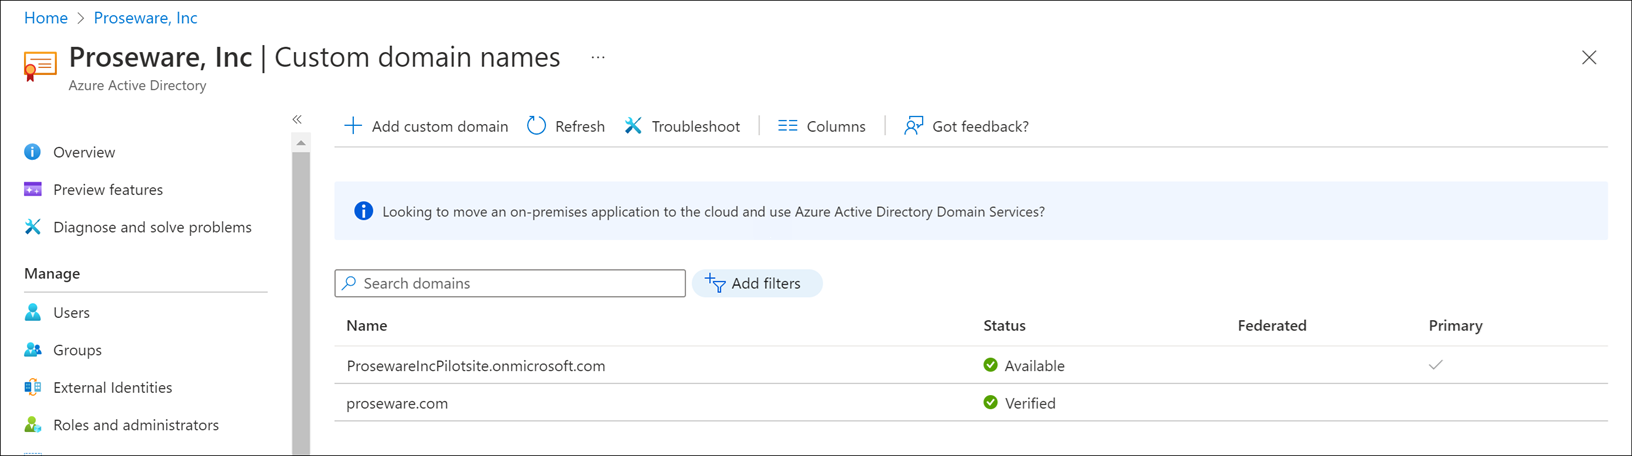 Home > Proseware, Inc
Proseware, Inc | Custom domain names ...
Azure Active Directory
«
Overview
Preview features
Diagnose and solve problems
Manage
Users
Groups
External Identities
Roles and administrators
Add custom domain Refresh Troubleshoot Columns Got feedback?
Looking to move an on-premises application to the cloud and use Azure Active Directory Domain Services?
Search domains Add filters
Name Status Federated Primary
ProsewareIncPilotsite.onmicrosoft.com Available
proseware.com Verified